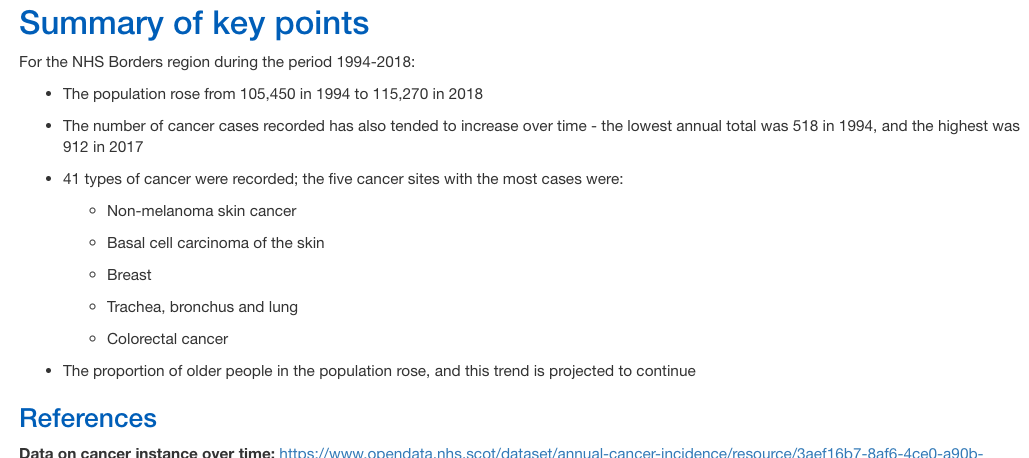 Summary of key points
For the NHS Borders region during the period 1994-2018:
• The population rose from 105,450 in 1994 to 115,270 in 2018
• The number of cancer cases recorded has also tended to increase over time - the lowest annual total was 518 in 1994, and the highest was
912 in 2017
• 41 types of cancer were recorded; the five cancer sites with the most cases were:
◦ Non-melanoma skin cancer
◦ Basal cell carcinoma of the skin
◦ Breast
◦ Trachea, bronchus and lung
◦ Colorectal cancer
• The proportion of older people in the population rose, and this trend is projected to continue
References
Data on cancer instance over time: https://www.opendata.nhs.scot/dataset/annual-cancer-incidence/resource/3aef16b7-8af6-4ce0-a90b-